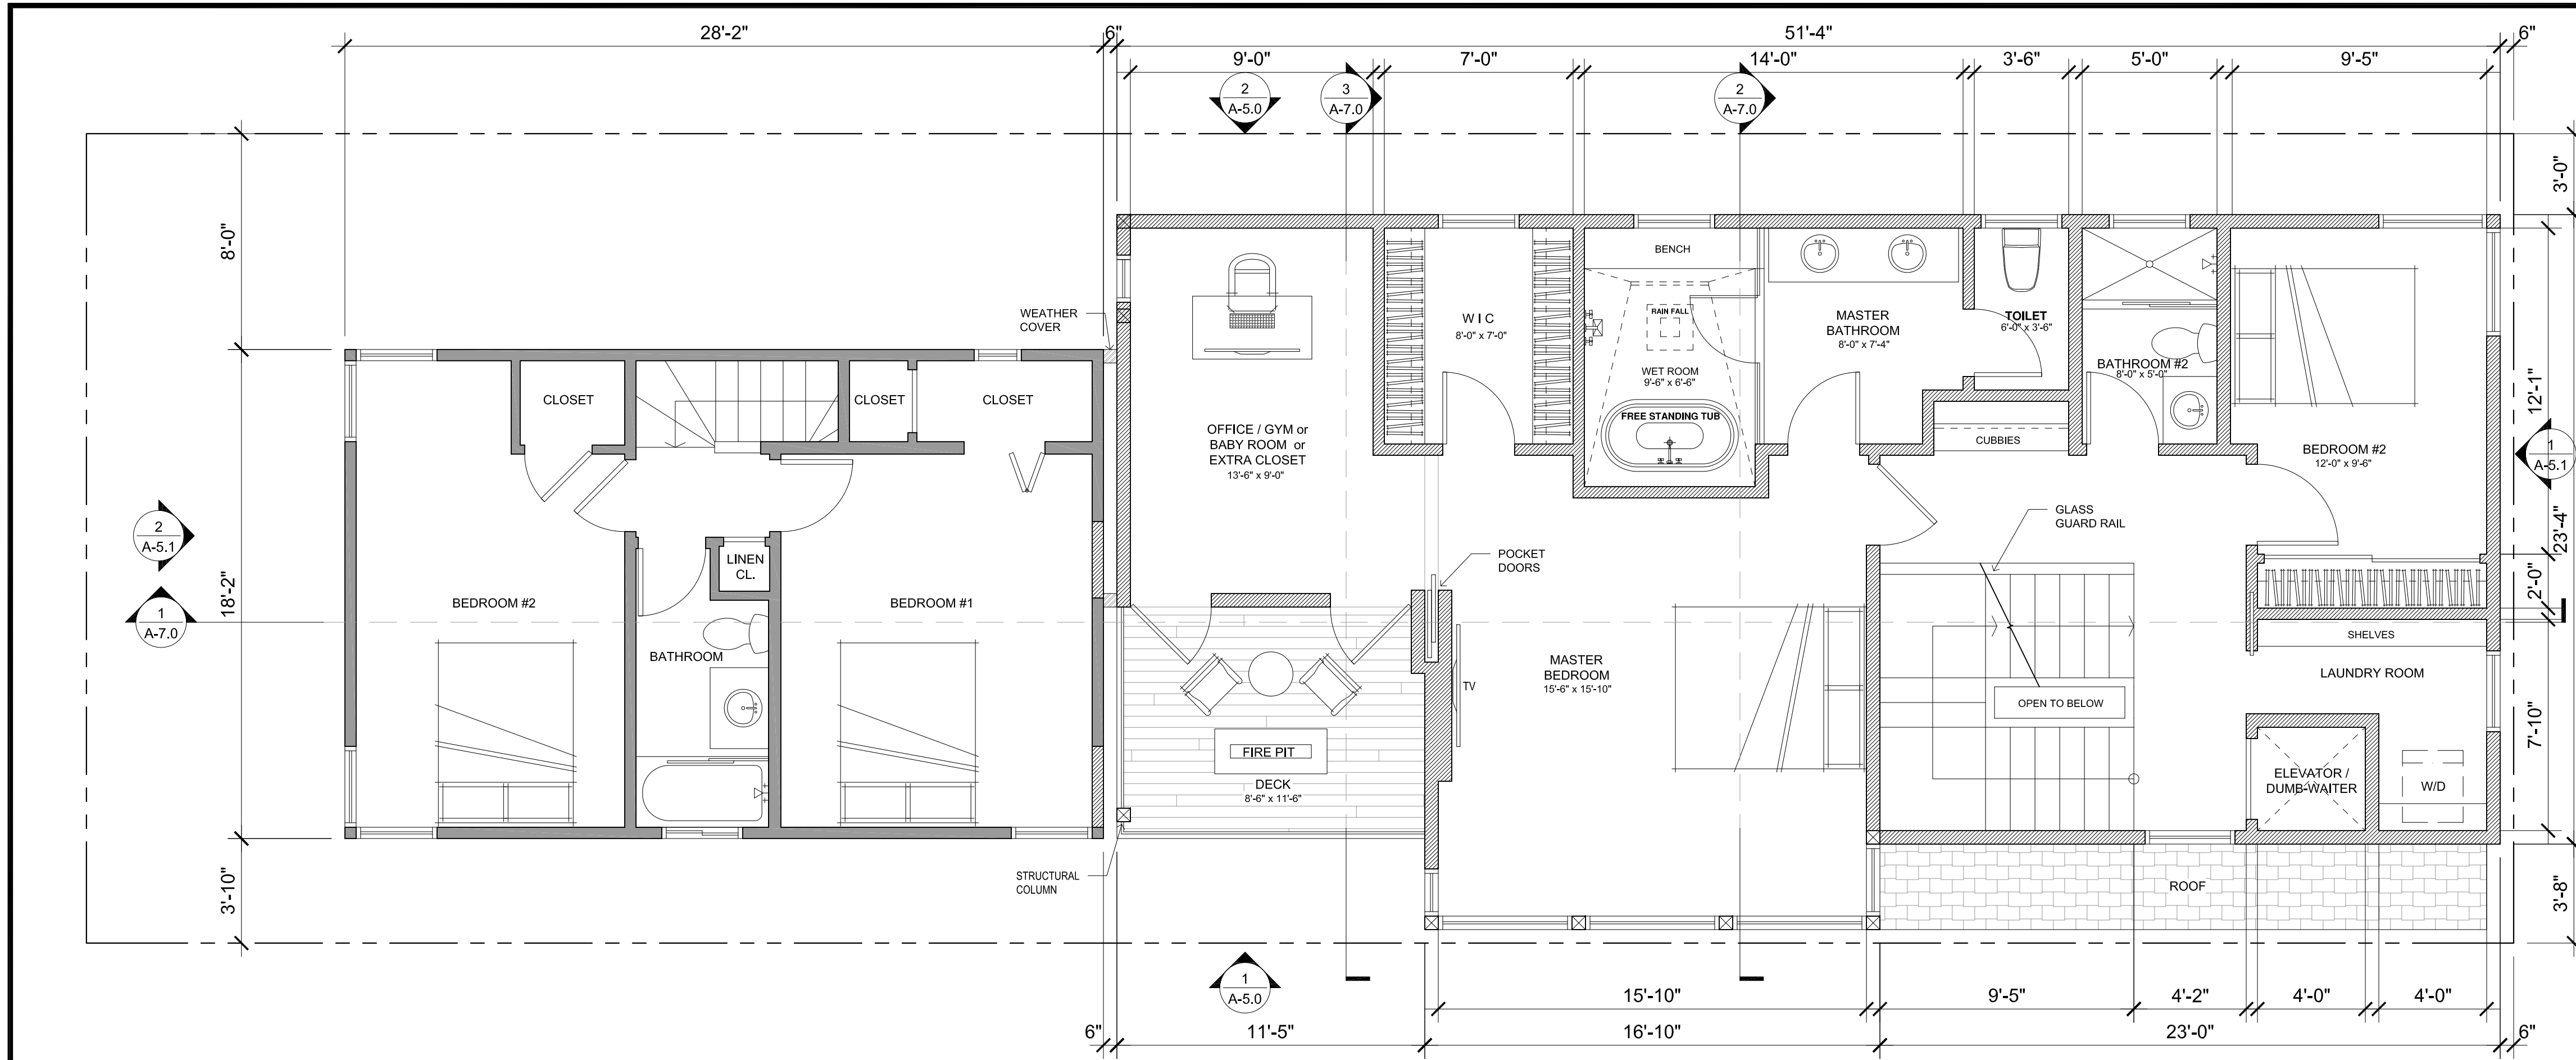 28'-2"
6"
51'-4"
6"
9'-0"
7'-0"
14'-0"
3'-6"
5'-0"
9'-5"
2
A-5.0
3
A-7.0
2
A-7.0
3'-0"
8'-0"
18'-2"
3'-10"
2
A-5.1
1
A-7.0
WEATHER
COVER
CLOSET
CLOSET
CLOSET
LINEN
CL.
BEDROOM #2
BEDROOM #1
BATHROOM
OFFICE / GYM or
BABY ROOM or
EXTRA CLOSET
13'-6" x 9'-0"
W I C
8'-0" x 7'-0"
BENCH
RAIN FALL
WET ROOM
9'-6" x 6'-6"
FREE STANDING TUB
MASTER
BATHROOM
8'-0" x 7'-4"
TOILET
6'-0" x 3'-6"
CUBBIES
BATHROOM #2
8'-0" x 5'-0"
BEDROOM #2
12'-0" x 9'-6"
12'-1"
1
A-5.1
23'-4"
2'-0"
7'-10"
3'-8"
GLASS
GUARD RAIL
POCKET
DOORS
SHELVES
LAUNDRY ROOM
MASTER
BEDROOM
15'-6" x 15'-10"
TV
OPEN TO BELOW
ELEVATOR /
DUMB-WAITER
W/D
FIRE PIT
DECK
8'-6" x 11'-6"
STRUCTURAL
COLUMN
ROOF
1
A-5.0
15'-10"
9'-5"
4'-2"
4'-0"
4'-0"
6"
11'-5"
16'-10"
23'-0"
6"